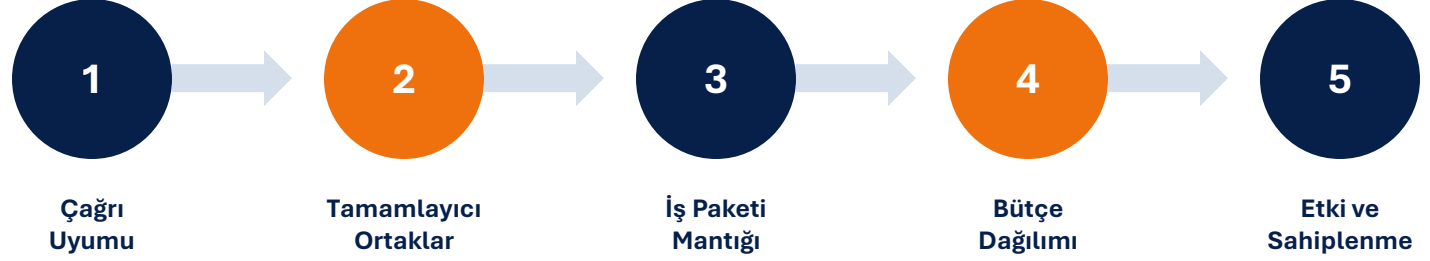 1
2
3
4
5
Çağrı
Uyumu
Tamamlayıcı
Ortaklar
İş Paketi
Mantığı
Bütçe
Dağılımı
Etki ve
Sahiplenme